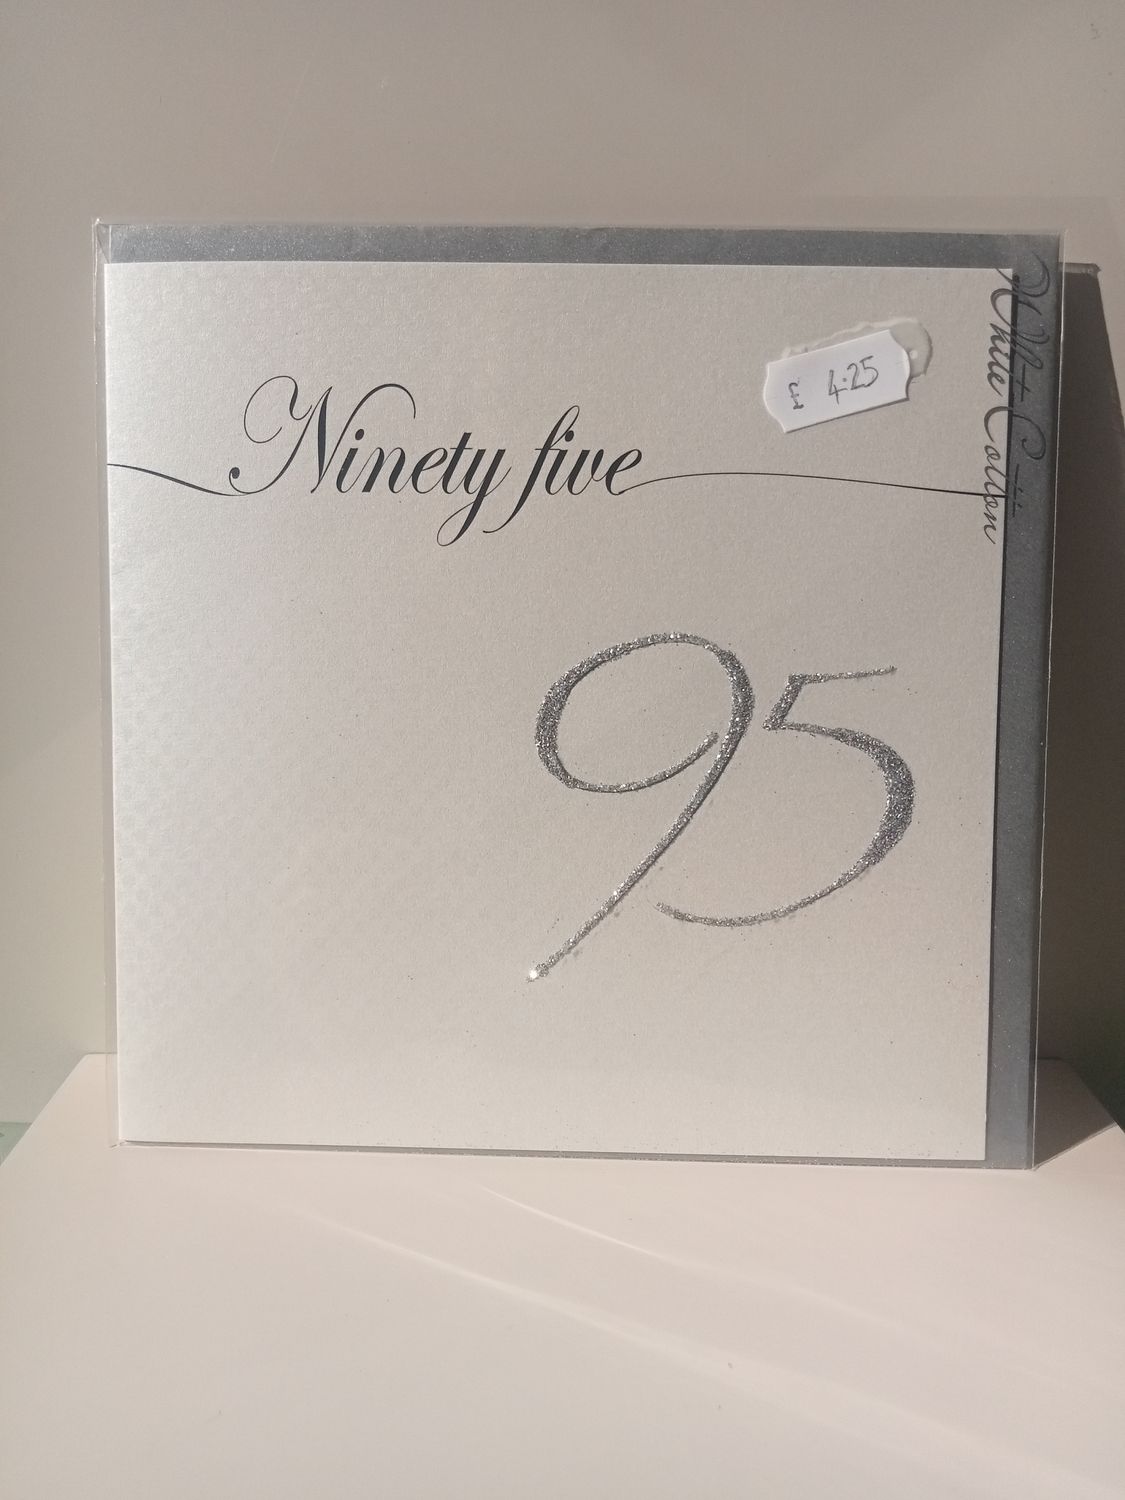 £ 4.25
White Cotton
Ninety five
95